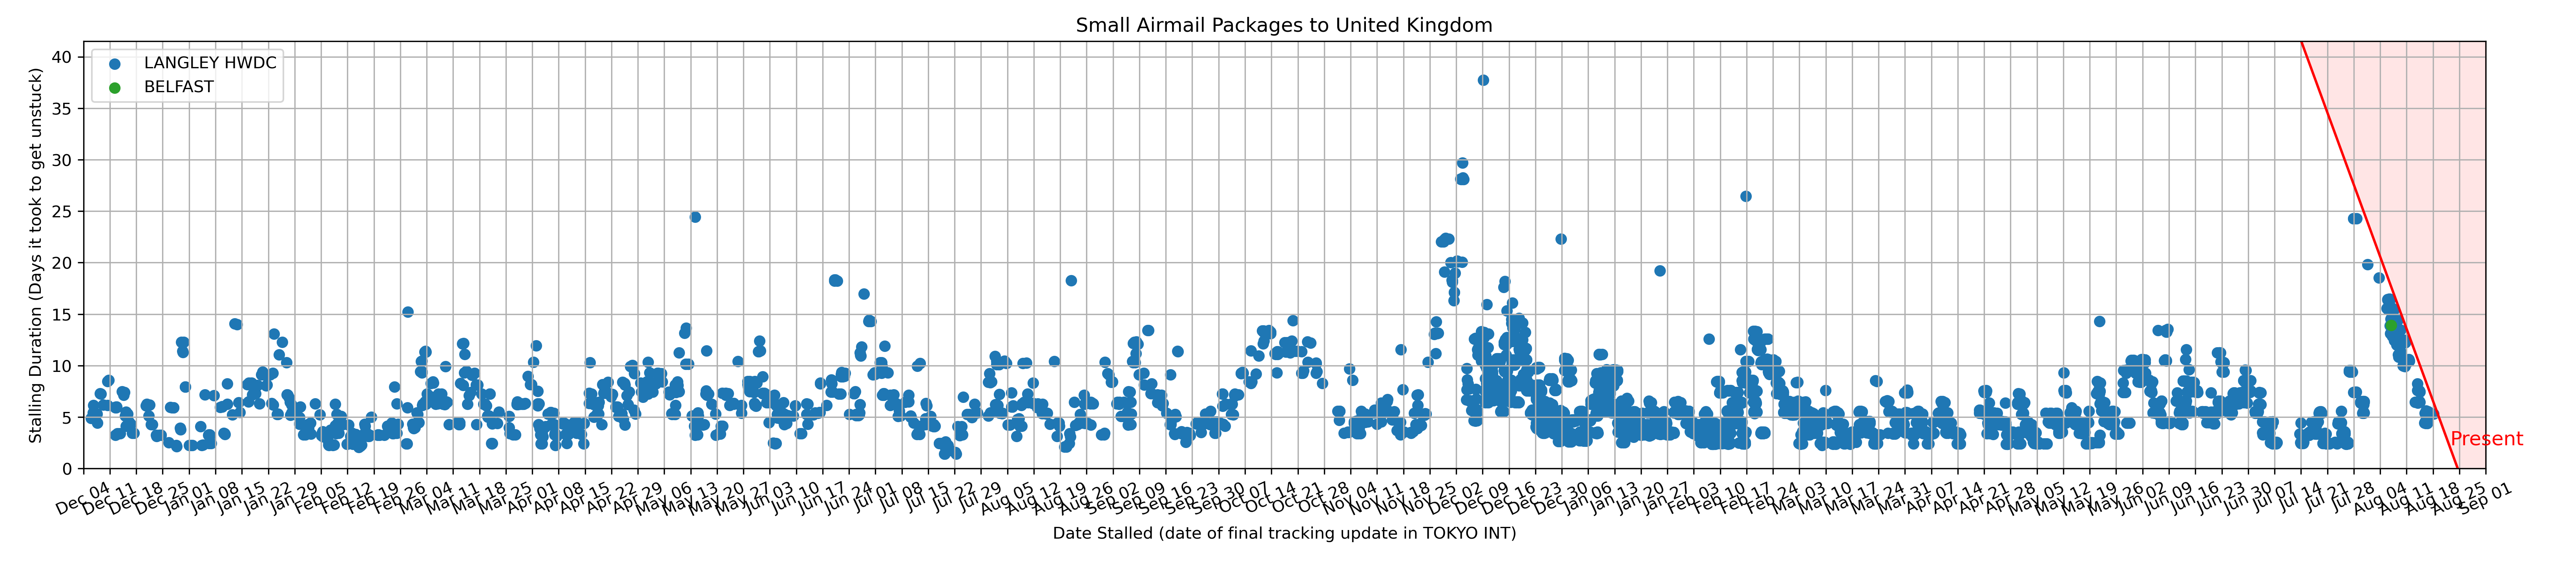 Small Airmail Packages to United Kingdom
LANGLEY HWDC
BELFAST
Stalling Duration (Days it took to get unstuck)
40
35
30
25
20
15
10
5
0
Present
Dec 04 Dec 11 Dec 18 Dec 25 Jan 01 Jan 08 Jan 15 Jan 22 Jan 29 Feb 05 Feb 12 Feb 19 Feb 26 Mar 04 Mar 11 Mar 18 Mar 25 Apr 01 Apr 08 Apr 15 Apr 22 Apr 29 May 06 May 13 May 20 May 27 Jun 03 Jun 10 Jun 17 Jun 24 Jul 01 Jul 08 Jul 15 Jul 22 Jul 29 Aug 05 Aug 12 Aug 19 Aug 26 Sep 02 Sep 09 Sep 16 Sep 23 Sep 30 Oct 07 Oct 14 Oct 21 Oct 28 Nov 04 Nov 11 Nov 18 Nov 25 Dec 02 Dec 09 Dec 16 Dec 23 Dec 30 Jan 06 Jan 13 Jan 20 Jan 27 Feb 03 Feb 10 Feb 17 Feb 24 Mar 03 Mar 10 Mar 17 Mar 24 Mar 31 Apr 07 Apr 14 Apr 21 Apr 28 May 05 May 12 May 19 May 26 Jun 02 Jun 09 Jun 16 Jun 23 Jun 30 Jul 07 Jul 14 Jul 21 Jul 28 Aug 04 Aug 11 Aug 18 Aug 25 Sep 01
Date Stalled (date of final tracking update in TOKYO INT)